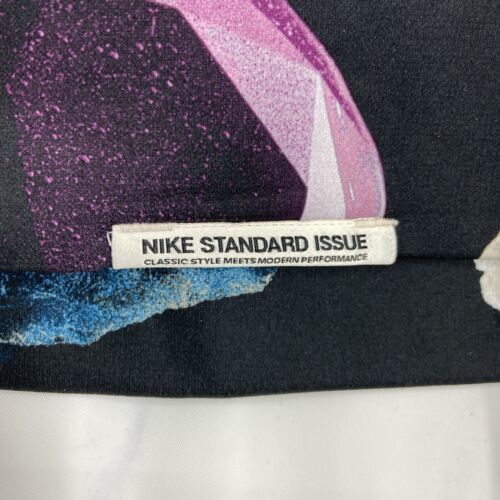 NIKE STANDARD ISSUE
CLASSIC STYLE MEETS MODERN PERFORMANCE